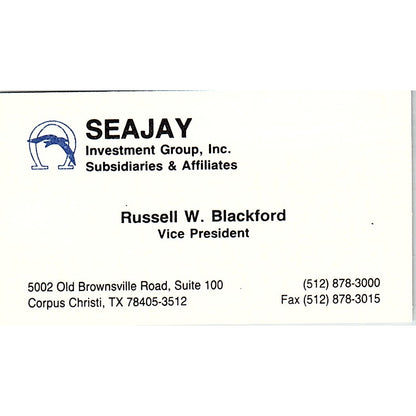 SEAJAY
Investment Group, Inc.
Subsidiaries & Affiliates
Russell W. Blackford
Vice President
5002 Old Brownsville Road, Suite 100
(512) 878-3000
Corpus Christi, TX 78405-3512
Fax (512) 878-3015